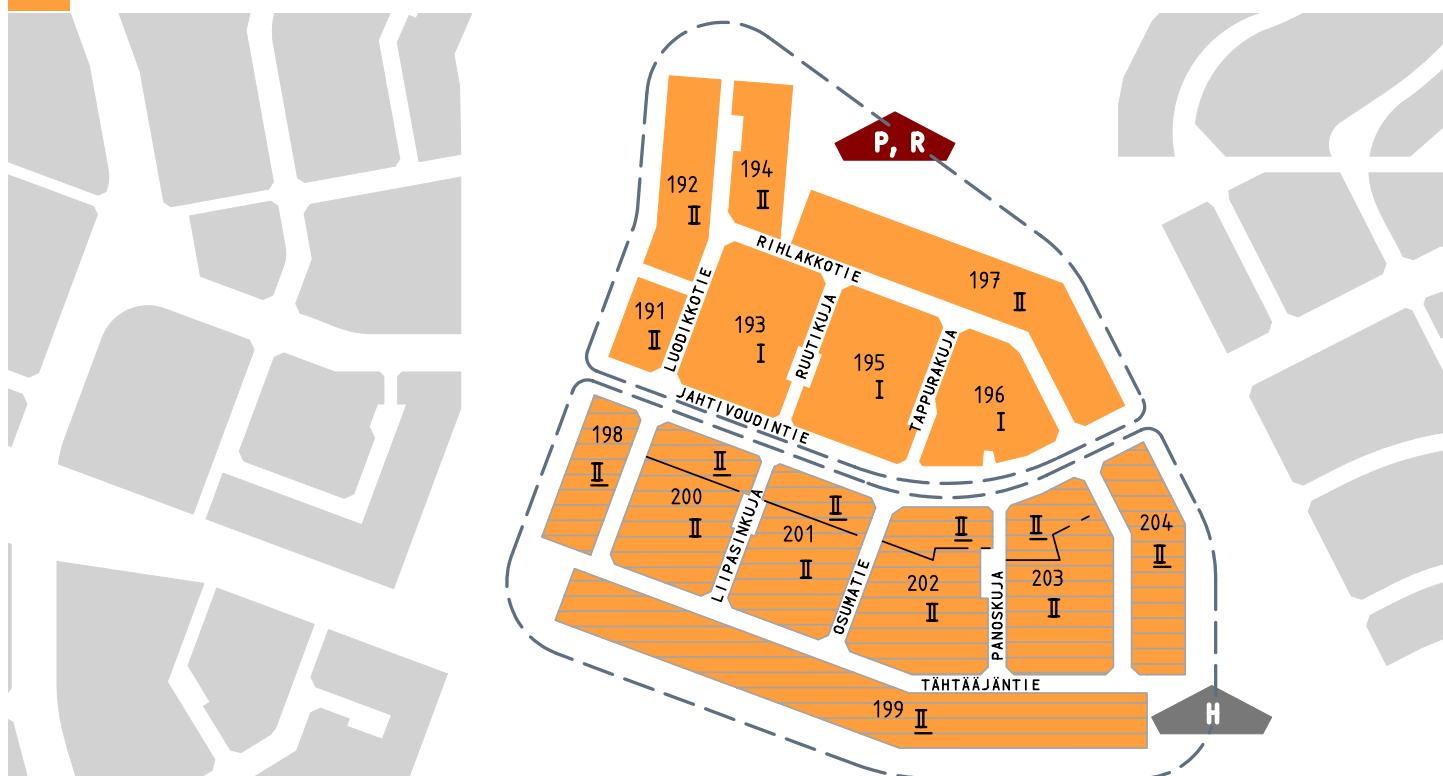 P, R
194
192
II
II
RIHLAKKOTIE
197
II
191
II
LUODIKKOTIE
193
I
RUUTIKUJA
195
I
TAPPURAKUJA
196
I
JAHTIVOUDINTIE
198
II
200
II
II
LIIPASINKUJA
201
II
II
OSUMATIE
202
II
II
PANOSKUJA
203
II
II
204
II
TÄHTÄÄJÄNTIE
199
II
H